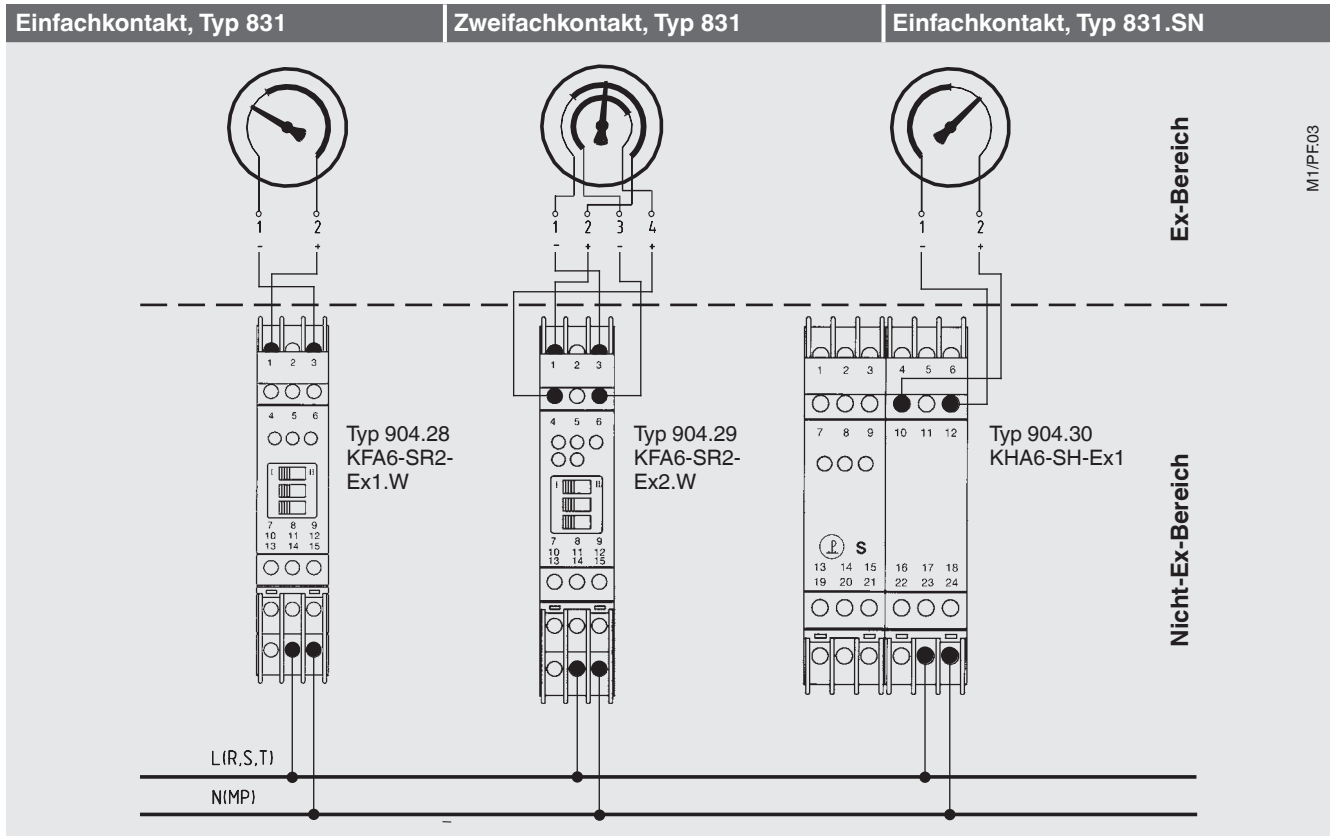 Einfachkontakt, Typ 831
Zweifachkontakt, Typ 831
Einfachkontakt, Typ 831.SN
Ex-Bereich
M1/PF.03
1 2
- +
1 2 3 4
- + - +
1 2
- +
1 2 3
4 5 6
I II
7 8 9
10 11 12
13 14 15
Typ 904.28
KFA6-SR2-
Ex1.W
1 2 3
4 5 6
I II
7 8 9
10 11 12
13 14 15
Typ 904.29
KFA6-SR2-
Ex2.W
1 2 3 4 5 6
7 8 9 10 11 12
P S
13 14 15 16 17 18
19 20 21 22 23 24
Typ 904.30
KHA6-SH-Ex1
Nicht-Ex-Bereich
L(R,S,T)
N(MP)